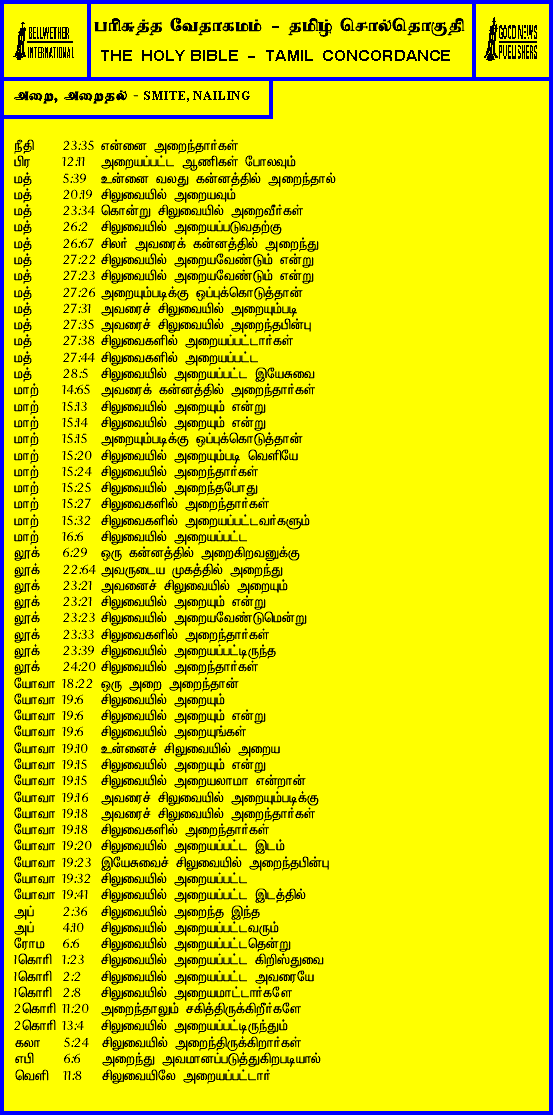 BELLWETHER
INTERNATIONAL
பரிசுத்த வேதாகமம் - தமிழ் சொல்தொகுதி
THE HOLY BIBLE - TAMIL CONCORDANCE
GOOD NEWS
PUBLISHERS
அறை, அறைதல் - SMITE, NAILING
நீதி 23:35 என்னை அறைந்தார்கள்
பிர 12:11 அறையப்பட்ட ஆணிகள் போலவும்
மத் 5:39 உன்னை வலது கன்னத்தில் அறைந்தால்
மத் 20:19 சிலுவையில் அறையவும்
மத் 23:34 கொன்று சிலுவையில் அறைவீர்கள்
மத் 26:2 சிலுவையில் அறையப்படுவதற்கு
மத் 26:67 சிலர் அவரைக் கன்னத்தில் அறைந்து
மத் 27:22 சிலுவையில் அறையவேண்டும் என்று
மத் 27:23 சிலுவையில் அறையவேண்டும் என்று
மத் 27:26 அறையும்படிக்கு ஒப்புக்கொடுத்தான்
மத் 27:31 அவரைச் சிலுவையில் அறையும்படி
மத் 27:35 அவரைச் சிலுவையில் அறைந்தபின்பு
மத் 27:38 சிலுவைகளில் அறையப்பட்டார்கள்
மத் 27:44 சிலுவைகளில் அறையப்பட்ட
மத் 28:5 சிலுவையில் அறையப்பட்ட இயேசுவை
மாற் 14:65 அவரைக் கன்னத்தில் அறைந்தார்கள்
மாற் 15:13 சிலுவையில் அறையும் என்று
மாற் 15:14 சிலுவையில் அறையும் என்று
மாற் 15:15 அறையும்படிக்கு ஒப்புக்கொடுத்தான்
மாற் 15:20 சிலுவையில் அறையும்படி வெளியே
மாற் 15:24 சிலுவையில் அறைந்தார்கள்
மாற் 15:25 சிலுவையில் அறைந்தபோது
மாற் 15:27 சிலுவைகளில் அறைந்தார்கள்
மாற் 15:32 சிலுவைகளில் அறையப்பட்டவர்களும்
மாற் 16:6 சிலுவையில் அறையப்பட்ட
லூக் 6:29 ஒரு கன்னத்தில் அறைகிறவனுக்கு
லூக் 22:64 அவருடைய முகத்தில் அறைந்து
லூக் 23:21 அவனைச் சிலுவையில் அறையும்
லூக் 23:21 சிலுவையில் அறையும் என்று
லூக் 23:23 சிலுவையில் அறையவேண்டுமென்று
லூக் 23:33 சிலுவைகளில் அறைந்தார்கள்
லூக் 23:39 சிலுவையில் அறையப்பட்டிருந்த
லூக் 24:20 சிலுவையில் அறைந்தார்கள்
யோவா 18:22 ஒரு அறை அறைந்தான்
யோவா 19:6 சிலுவையில் அறையும்
யோவா 19:6 சிலுவையில் அறையும் என்று
யோவா 19:6 சிலுவையில் அறையுங்கள்
யோவா 19:10 உன்னைச் சிலுவையில் அறைய
யோவா 19:15 சிலுவையில் அறையும் என்று
யோவா 19:15 சிலுவையில் அறையலாமா என்றான்
யோவா 19:16 அவரைச் சிலுவையில் அறையும்படிக்கு
யோவா 19:18 அவரைச் சிலுவையில் அறைந்தார்கள்
யோவா 19:18 சிலுவைகளில் அறைந்தார்கள்
யோவா 19:20 சிலுவையில் அறையப்பட்ட இடம்
யோவா 19:23 இயேசுவைச் சிலுவையில் அறைந்தபின்பு
யோவா 19:32 சிலுவையில் அறையப்பட்ட
யோவா 19:41 சிலுவையில் அறையப்பட்ட இடத்தில்
அப் 2:36 சிலுவையில் அறைந்த இந்த
அப் 4:10 சிலுவையில் அறையப்பட்டவரும்
ரோம 6:6 சிலுவையில் அறையப்பட்டதென்று
1கொரி 1:23 சிலுவையில் அறையப்பட்ட கிறிஸ்துவை
1கொரி 2:2 சிலுவையில் அறையப்பட்ட அவரையே
1கொரி 2:8 சிலுவையில் அறையமாட்டார்களே
2கொரி 11:20 அறைந்தாலும் சகித்திருக்கிறீர்களே
2கொரி 13:4 சிலுவையில் அறையப்பட்டிருந்தும்
கலா 5:24 சிலுவையில் அறைந்திருக்கிறார்கள்
எபி 6:6 அறைந்து அவமானப்படுத்துகிறபடியால்
வெளி 11:8 சிலுவையிலே அறையப்பட்டார்